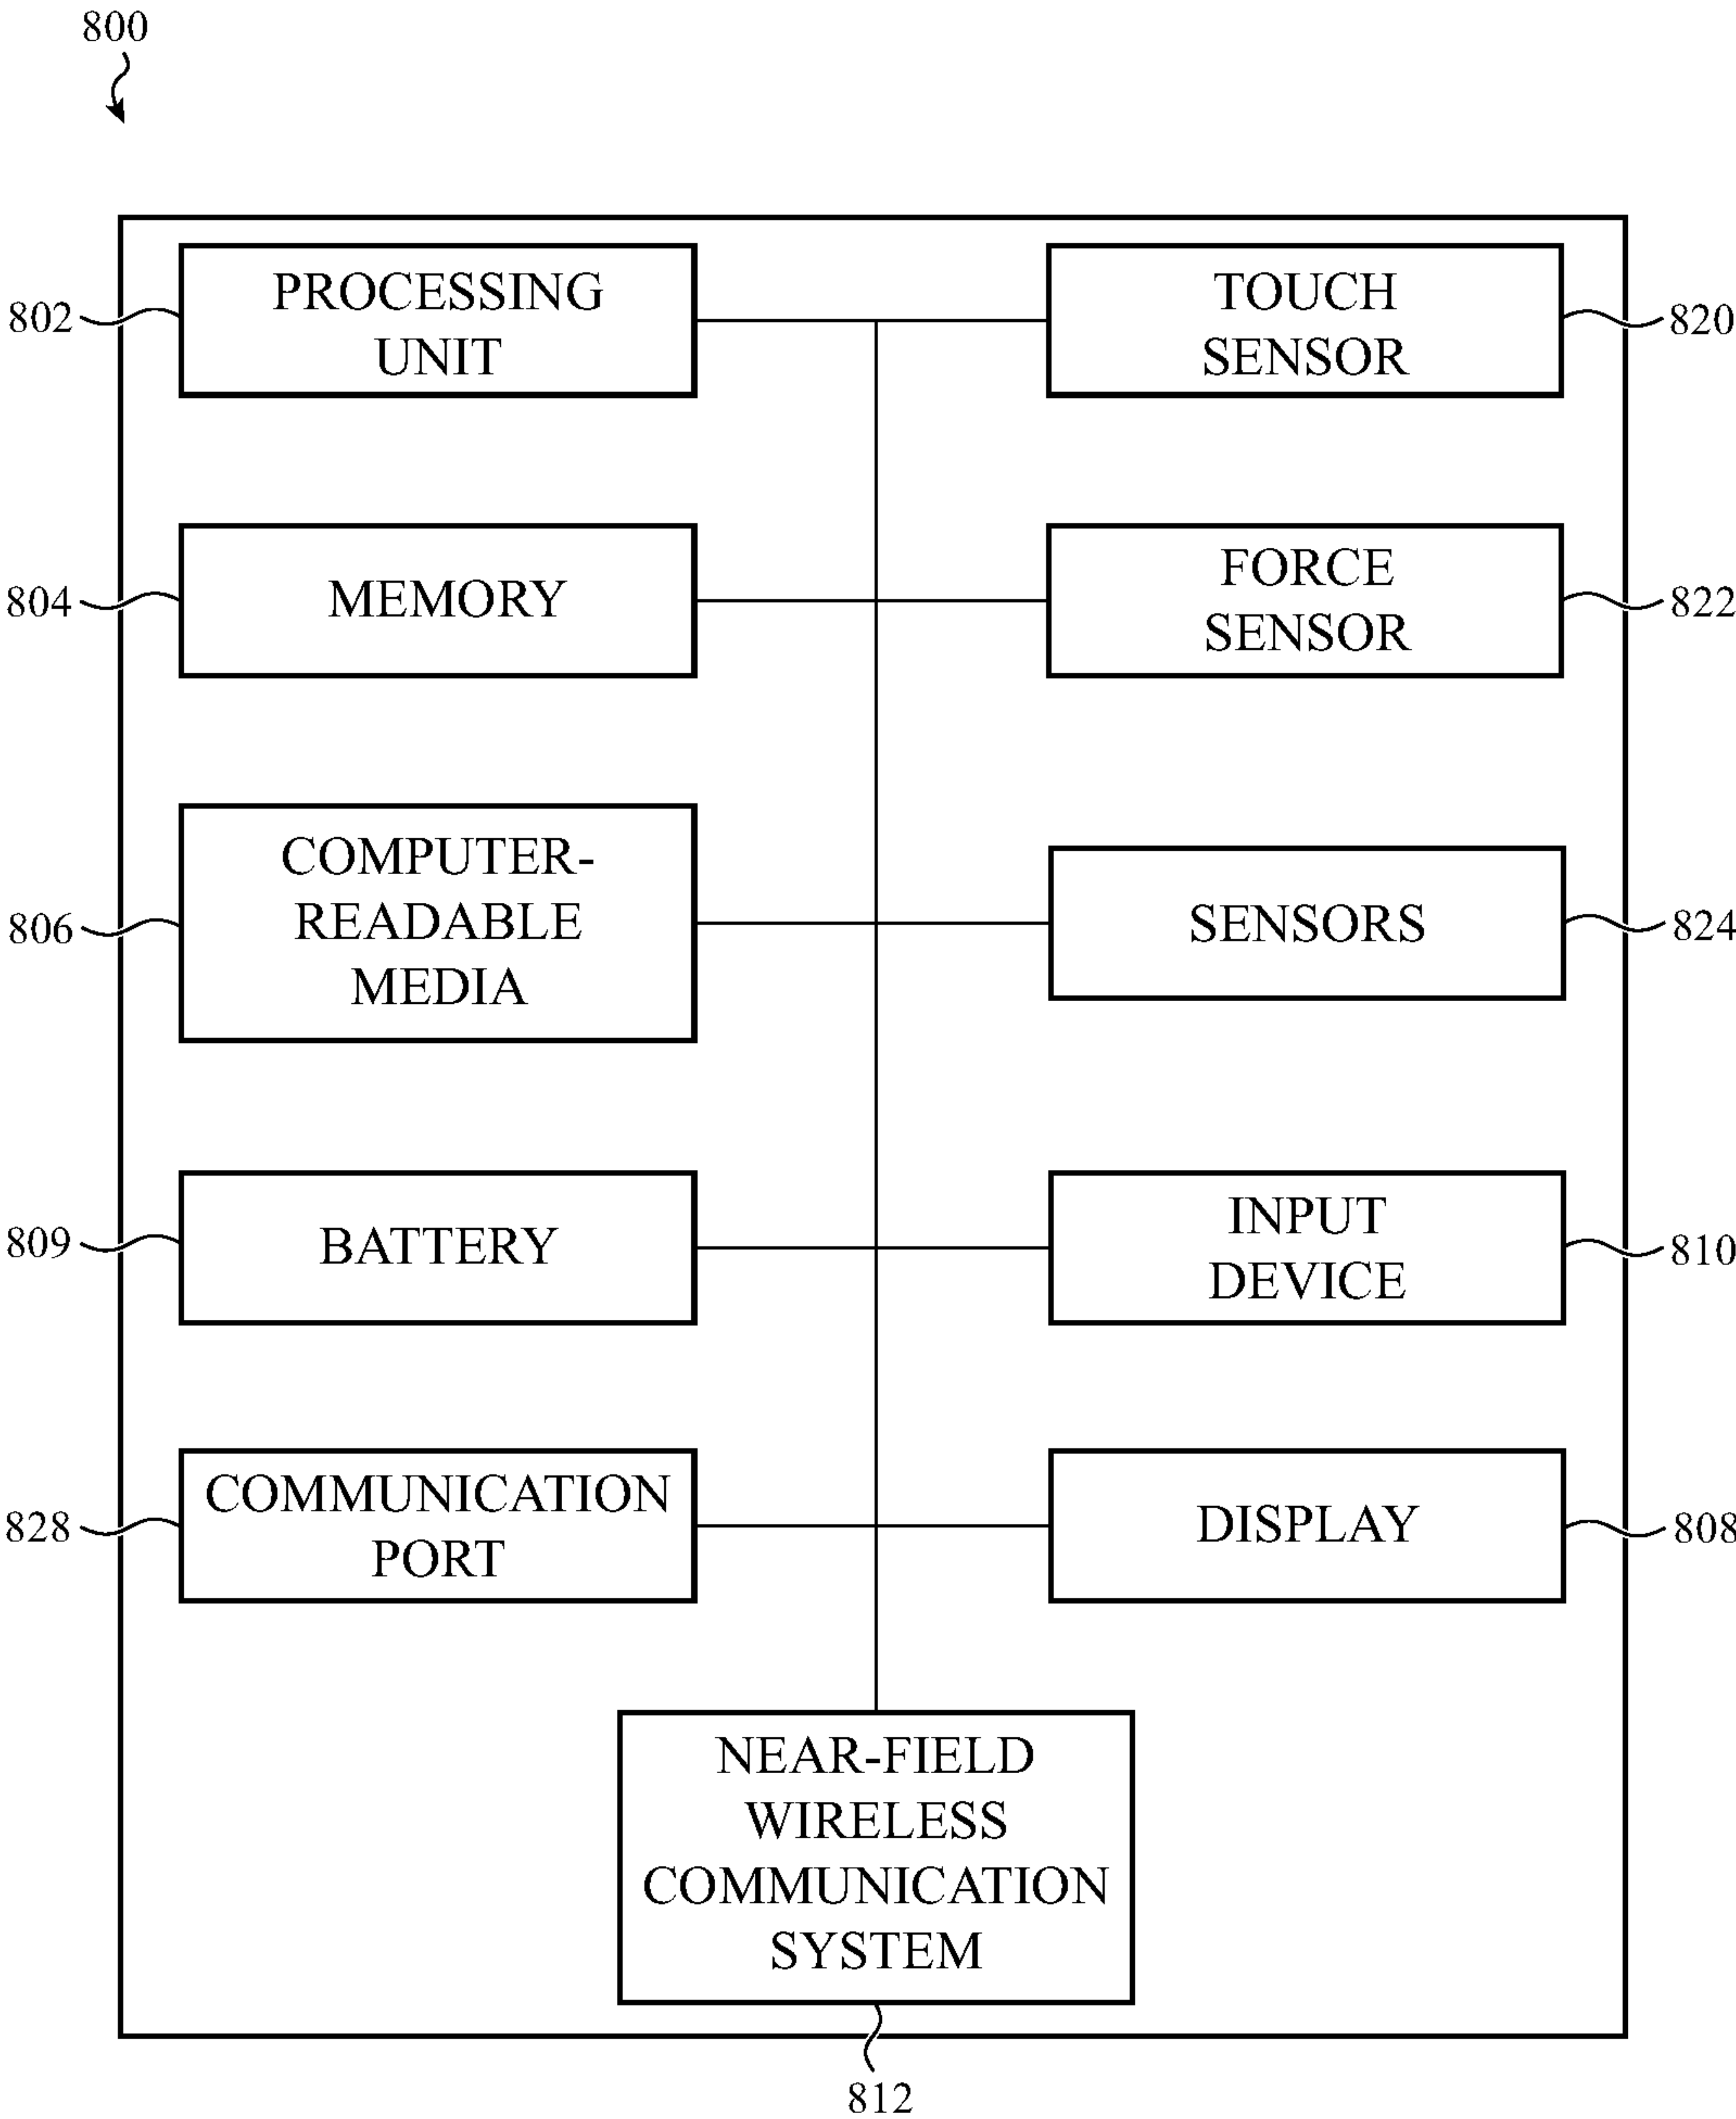 800
802
PROCESSING
UNIT
TOUCH
SENSOR
820
804
MEMORY
FORCE
SENSOR
822
806
COMPUTER-
READABLE
MEDIA
SENSORS
824
809
BATTERY
INPUT
DEVICE
810
828
COMMUNICATION
PORT
DISPLAY
808
NEAR-FIELD
WIRELESS
COMMUNICATION
SYSTEM
812